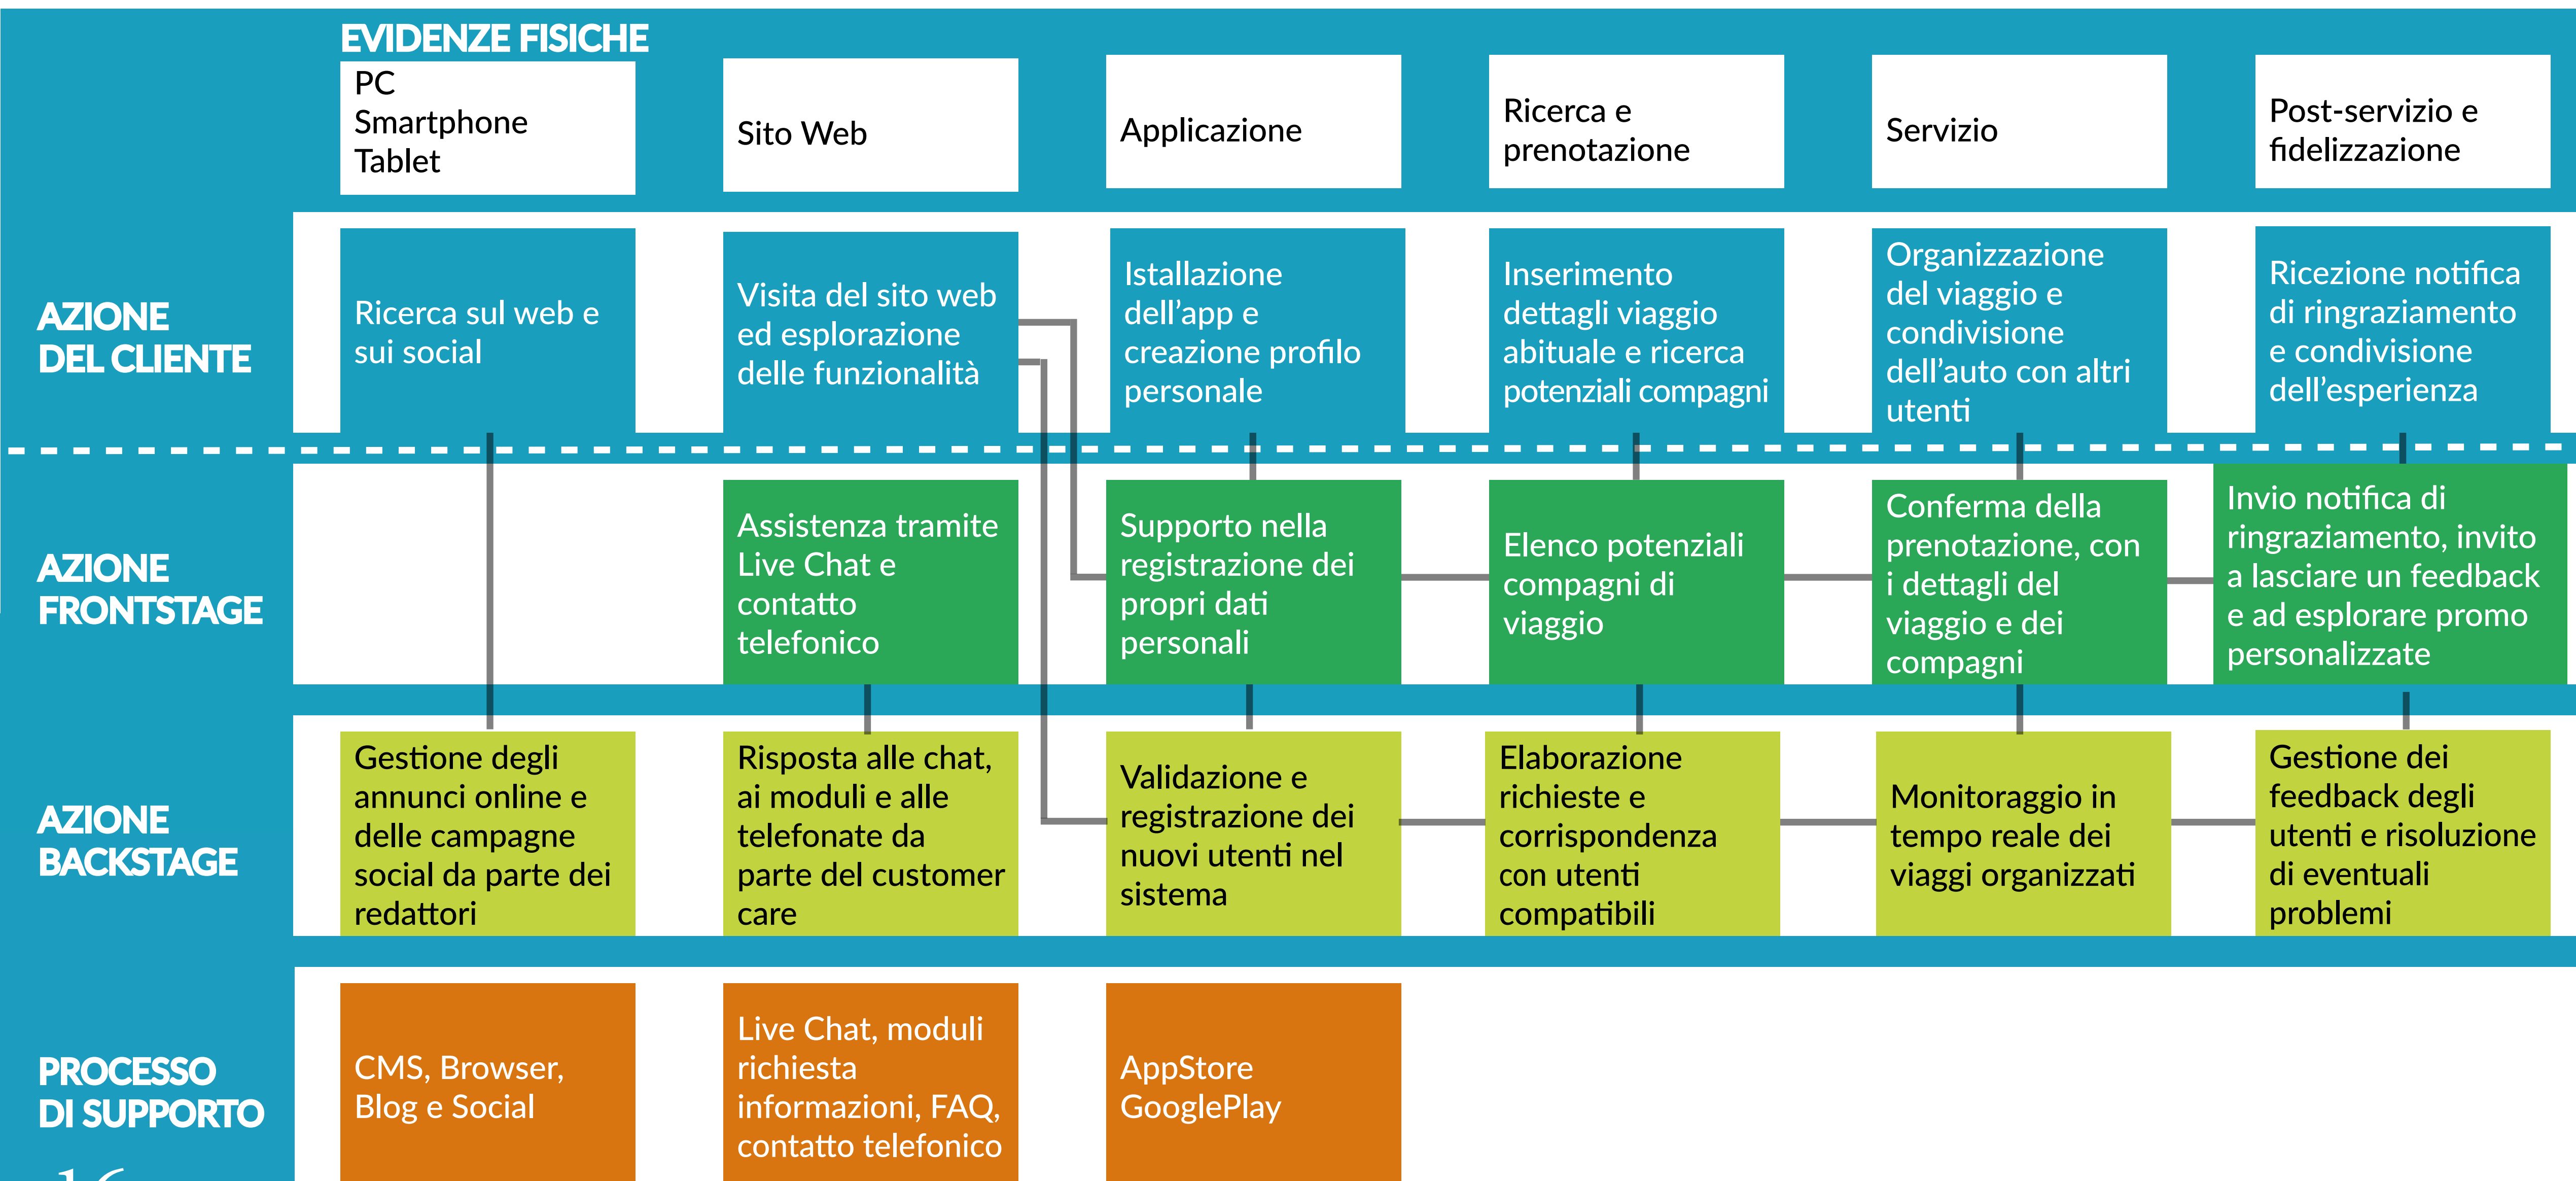 EVIDENZE FISICHE
PC
Smartphone
Tablet
Sito Web
Applicazione
Ricerca e
prenotazione
Servizio
Post-servizio e
fidelizzazione
AZIONE
DEL CLIENTE
Ricerca sul web e
sui social
Visita del sito web
ed esplorazione
delle funzionalità
Istallazione
dell'app e
creazione profilo
personale
Inserimento
dettagli viaggio
abituale e ricerca
potenziali compagni
Organizzazione
del viaggio e
condivisione
dell'auto con altri
utenti
Ricezione notifica
di ringraziamento
e condivisione
dell'esperienza
AZIONE
FRONTSTAGE
Assistenza tramite
Live Chat e
contatto
telefonico
Supporto nella
registrazione dei
propri dati
personali
Elenco potenziali
compagni di
viaggio
Conferma della
prenotazione, con
i dettagli del
viaggio e dei
compagni
Invio notifica di
ringraziamento, invito
a lasciare un feedback
e ad esplorare promo
personalizzate
AZIONE
BACKSTAGE
Gestione degli
annunci online e
delle campagne
social da parte dei
redattori
Risposta alle chat,
ai moduli e alle
telefonate da
parte del customer
care
Validazione e
registrazione dei
nuovi utenti nel
sistema
Elaborazione
richieste e
corrispondenza
con utenti
compatibili
Monitoraggio in
tempo reale dei
viaggi organizzati
Gestione dei
feedback degli
utenti e risoluzione
di eventuali
problemi
PROCESSO
DI SUPPORTO
CMS, Browser,
Blog e Social
Live Chat, moduli
richiesta
informazioni, FAQ,
contatto telefonico
AppStore
GooglePlay